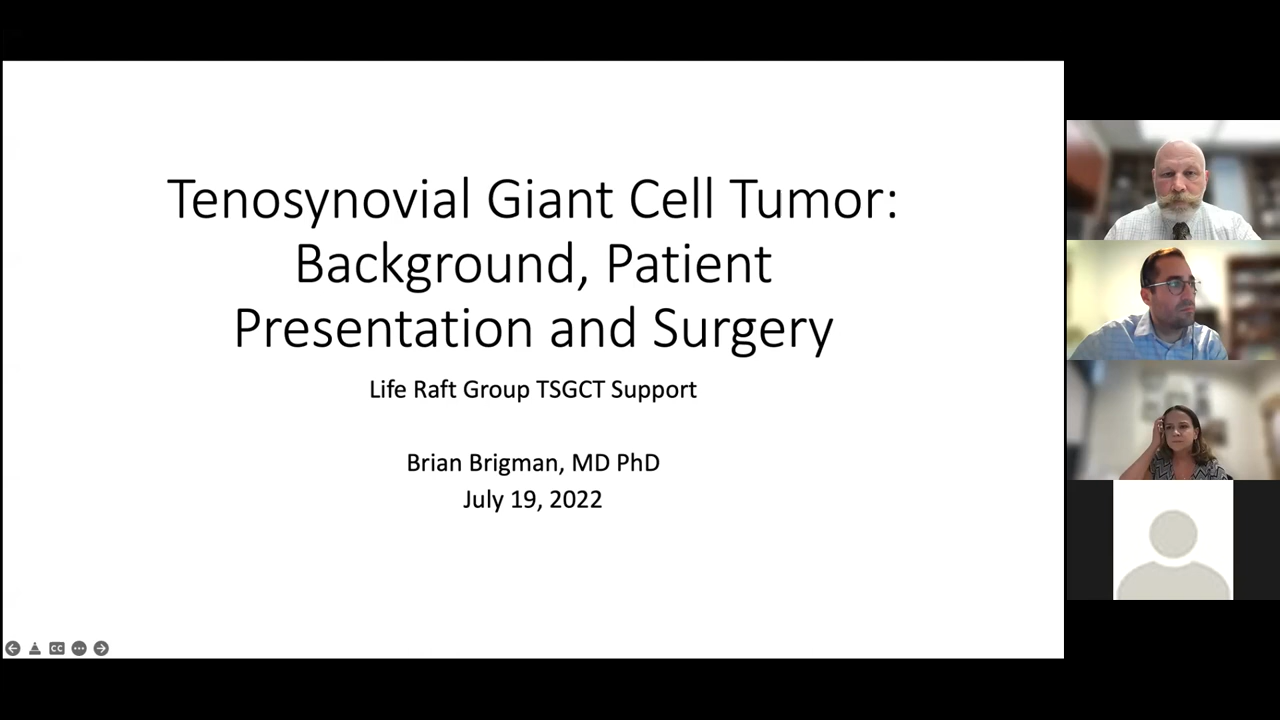 Tenosynovial Giant Cell Tumor:
Background, Patient
Presentation and Surgery
Life Raft Group TSGCT Support
Brian Brigman, MD PhD
July 19, 2022
CC